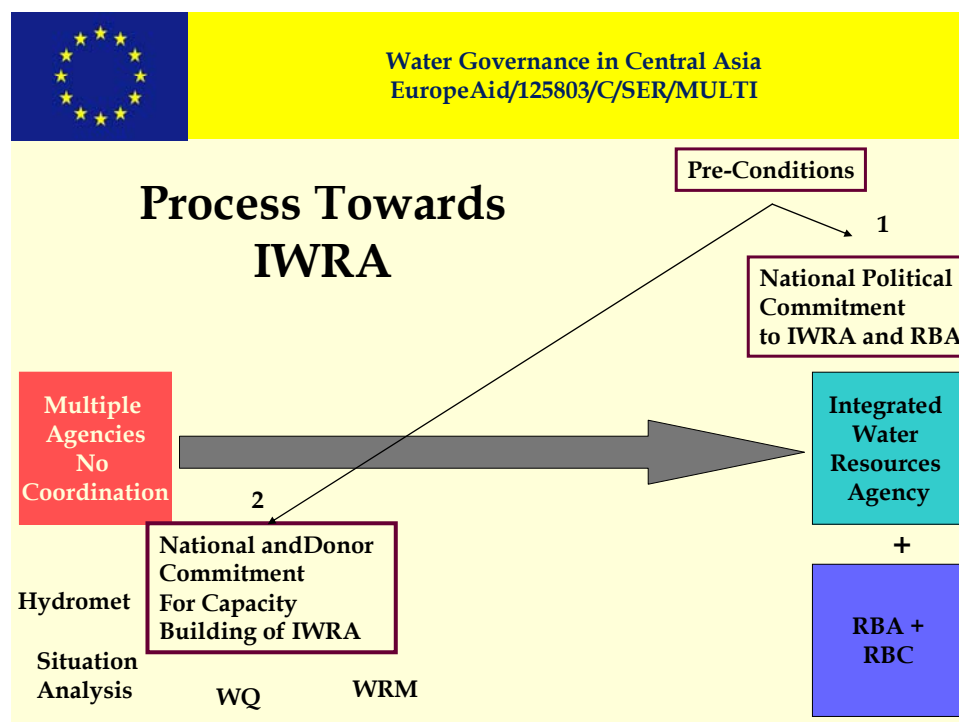 Water Governance in Central Asia
EuropeAid/125803/C/SER/MULTI
Process Towards
IWRA
Pre-Conditions
1
National Political
Commitment
to IWRA and RBA
Multiple
Agencies
No
Coordination
Integrated
Water
Resources
Agency
2
National andDonor
Commitment
For Capacity
Building of IWRA
+
Hydromet
RBA +
RBC
Situation
Analysis
WQ
WRM